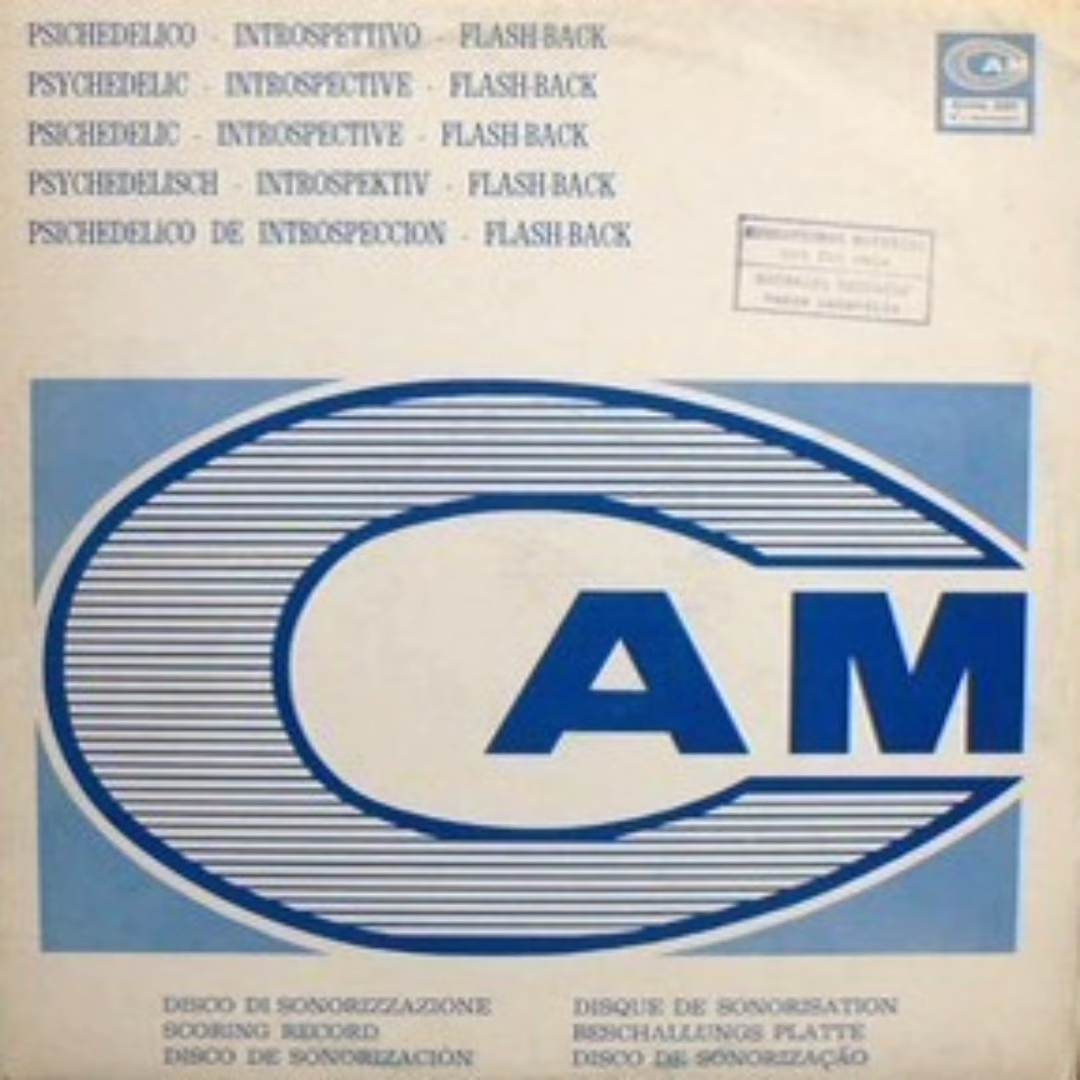 PSICHEDELICO - INTROSPETTIVO - FLASH-BACK
PSYCHEDELIC - INTROSPECTIVE - FLASH-BACK
PSICHEDELIC - INTROSPECTIVE - FLASH-BACK
PSYCHEDELISCH - INTROSPEKTIV - FLASH-BACK
PSICHEDELICO DE INTROSPECCION - FLASH-BACK
CAM
CAM
DISCO DI SONORIZZAZIONE
SCORING RECORD
DISCO DE SONORIZACIÒN
DISQUE DE SONORISATION
BESCHALLUNGS PLATTE
DISCO DE SONORIZAÇÃO